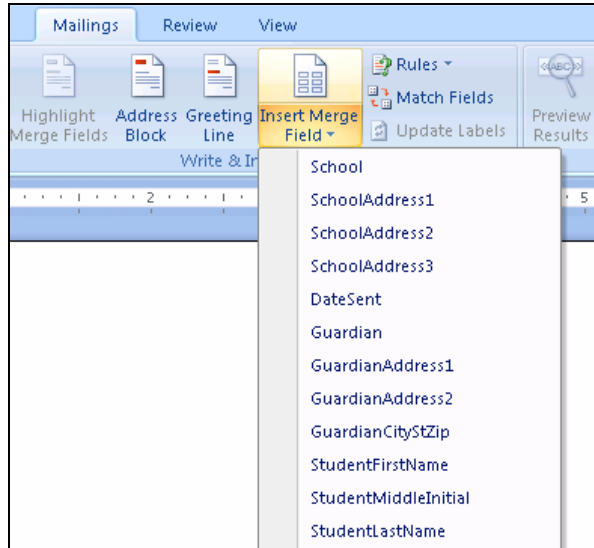 Mailings Review View
Highlight Merge Fields
Address Block
Greeting Line
Insert Merge Field
Rules
Match Fields
Update Labels
«ABC»
Preview Results
Write & In
2 5
School
SchoolAddress1
SchoolAddress2
SchoolAddress3
DateSent
Guardian
GuardianAddress1
GuardianAddress2
GuardianCityStZip
StudentFirstName
StudentMiddleInitial
StudentLastName